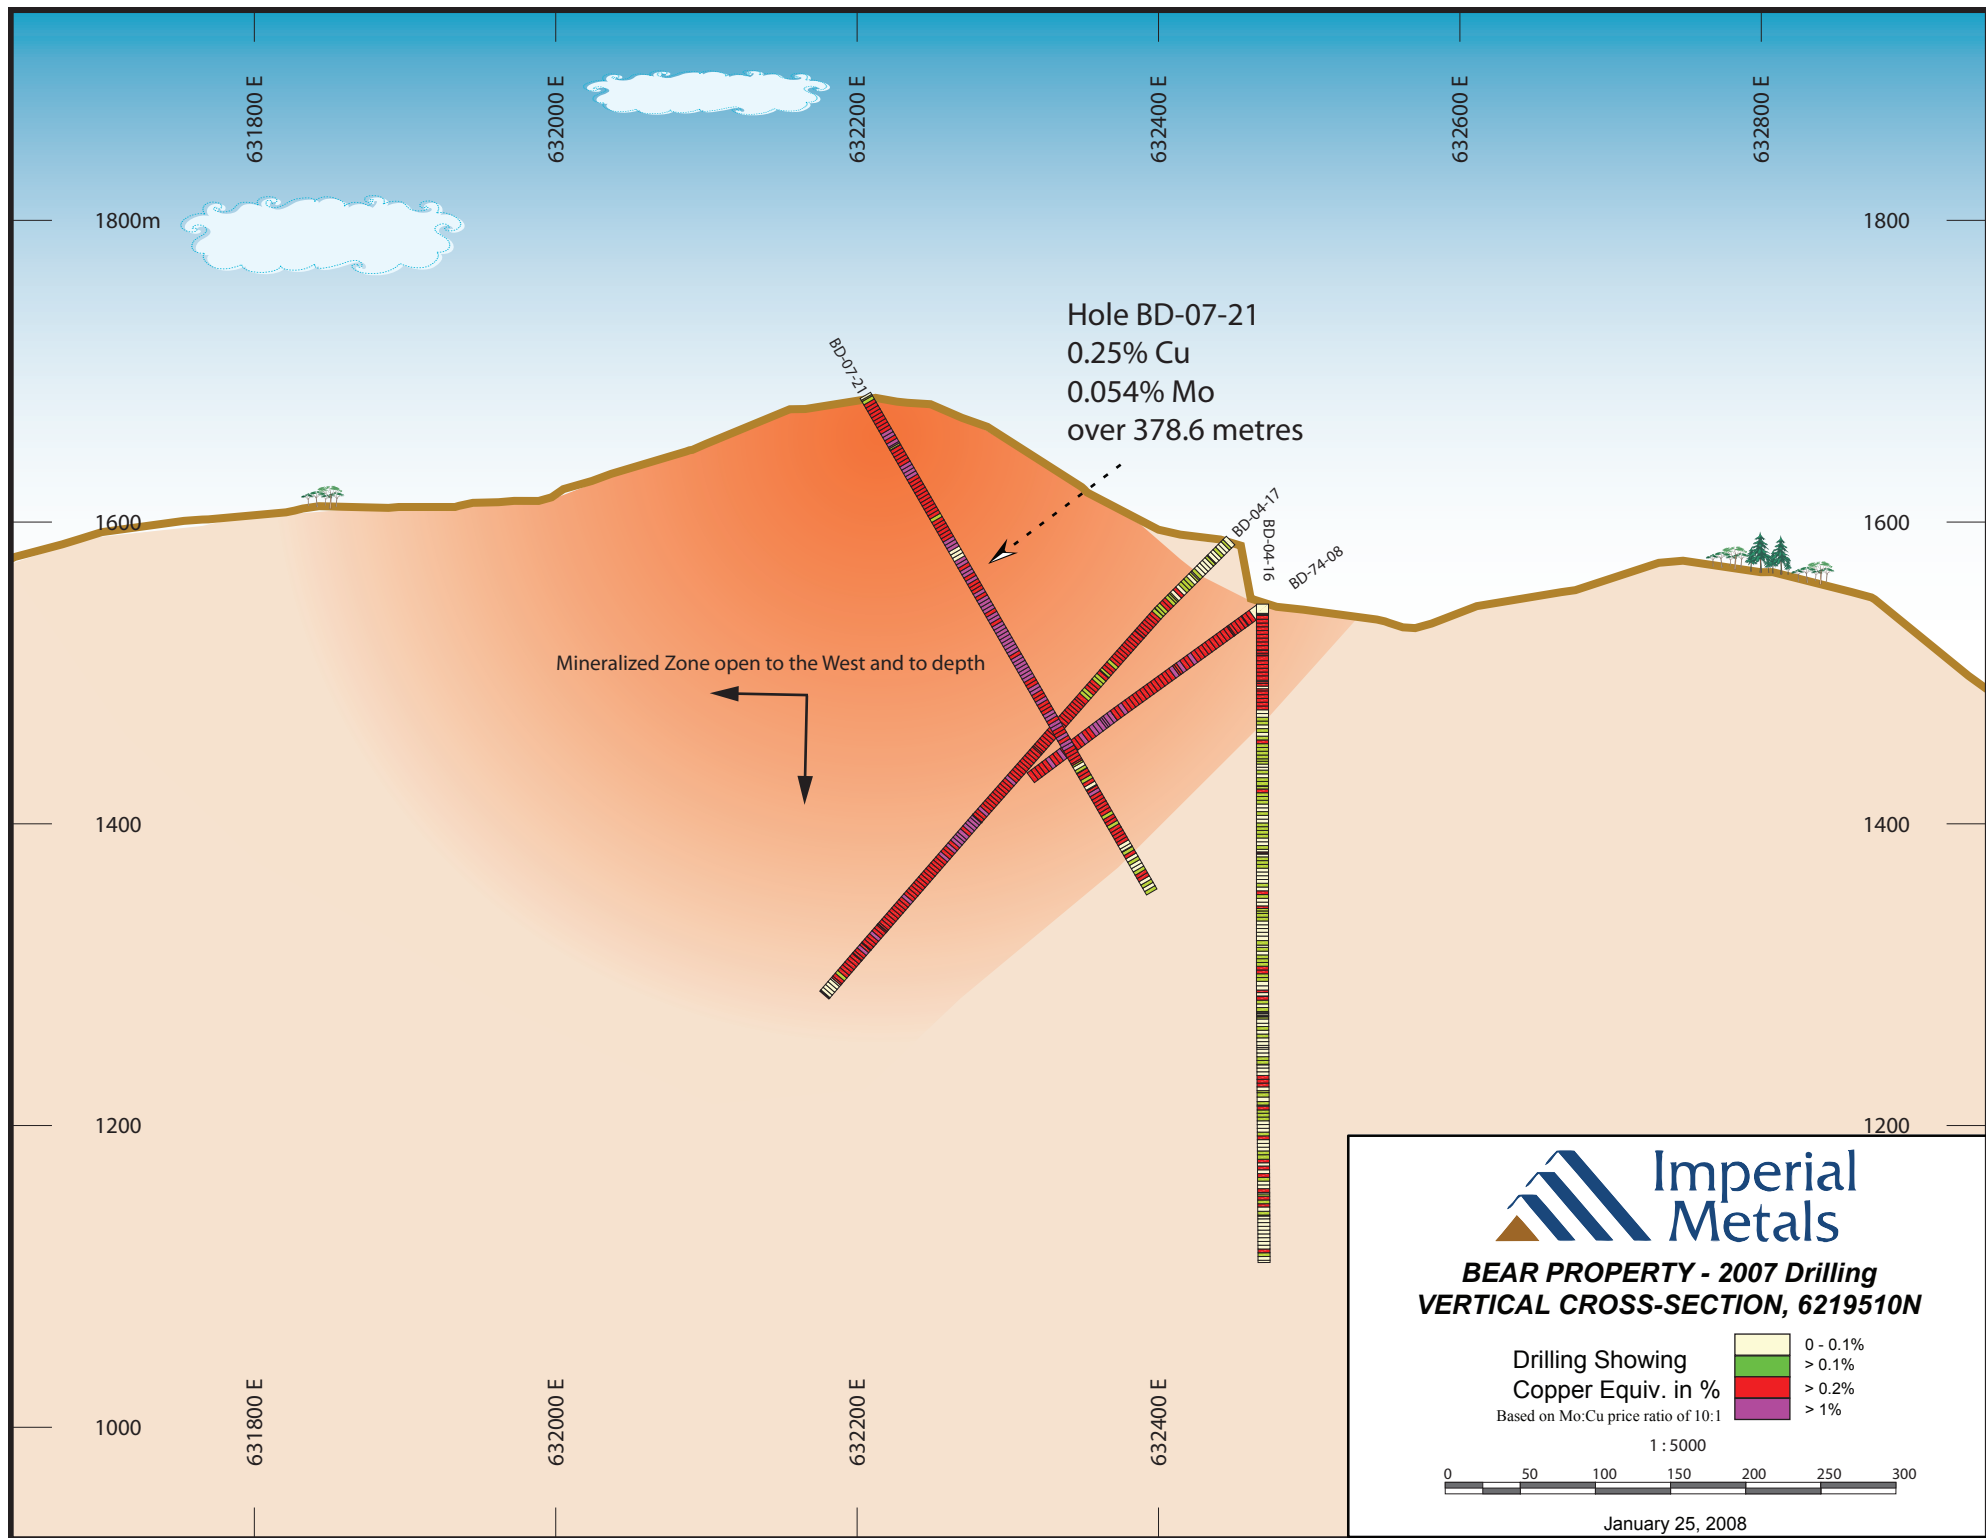 631800 E
632000 E
632200 E
632400 E
632600 E
632800 E
1800m
1800
Hole BD-07-21
0.25% Cu
0.054% Mo
over 378.6 metres
BD-07-21
BD-04-17
BD-04-16
BD-74-08
1600
1600
Mineralized Zone open to the West and to depth
1400
1400
1200
1200
1000
631800 E
632000 E
632200 E
632400 E
Imperial
Metals
BEAR PROPERTY - 2007 Drilling
VERTICAL CROSS-SECTION, 6219510N
Drilling Showing
Copper Equiv. in %
Based on Mo:Cu price ratio of 10:1
0 - 0.1%
> 0.1%
> 0.2%
> 1%
1 : 5000
0 50 100 150 200 250 300
January 25, 2008